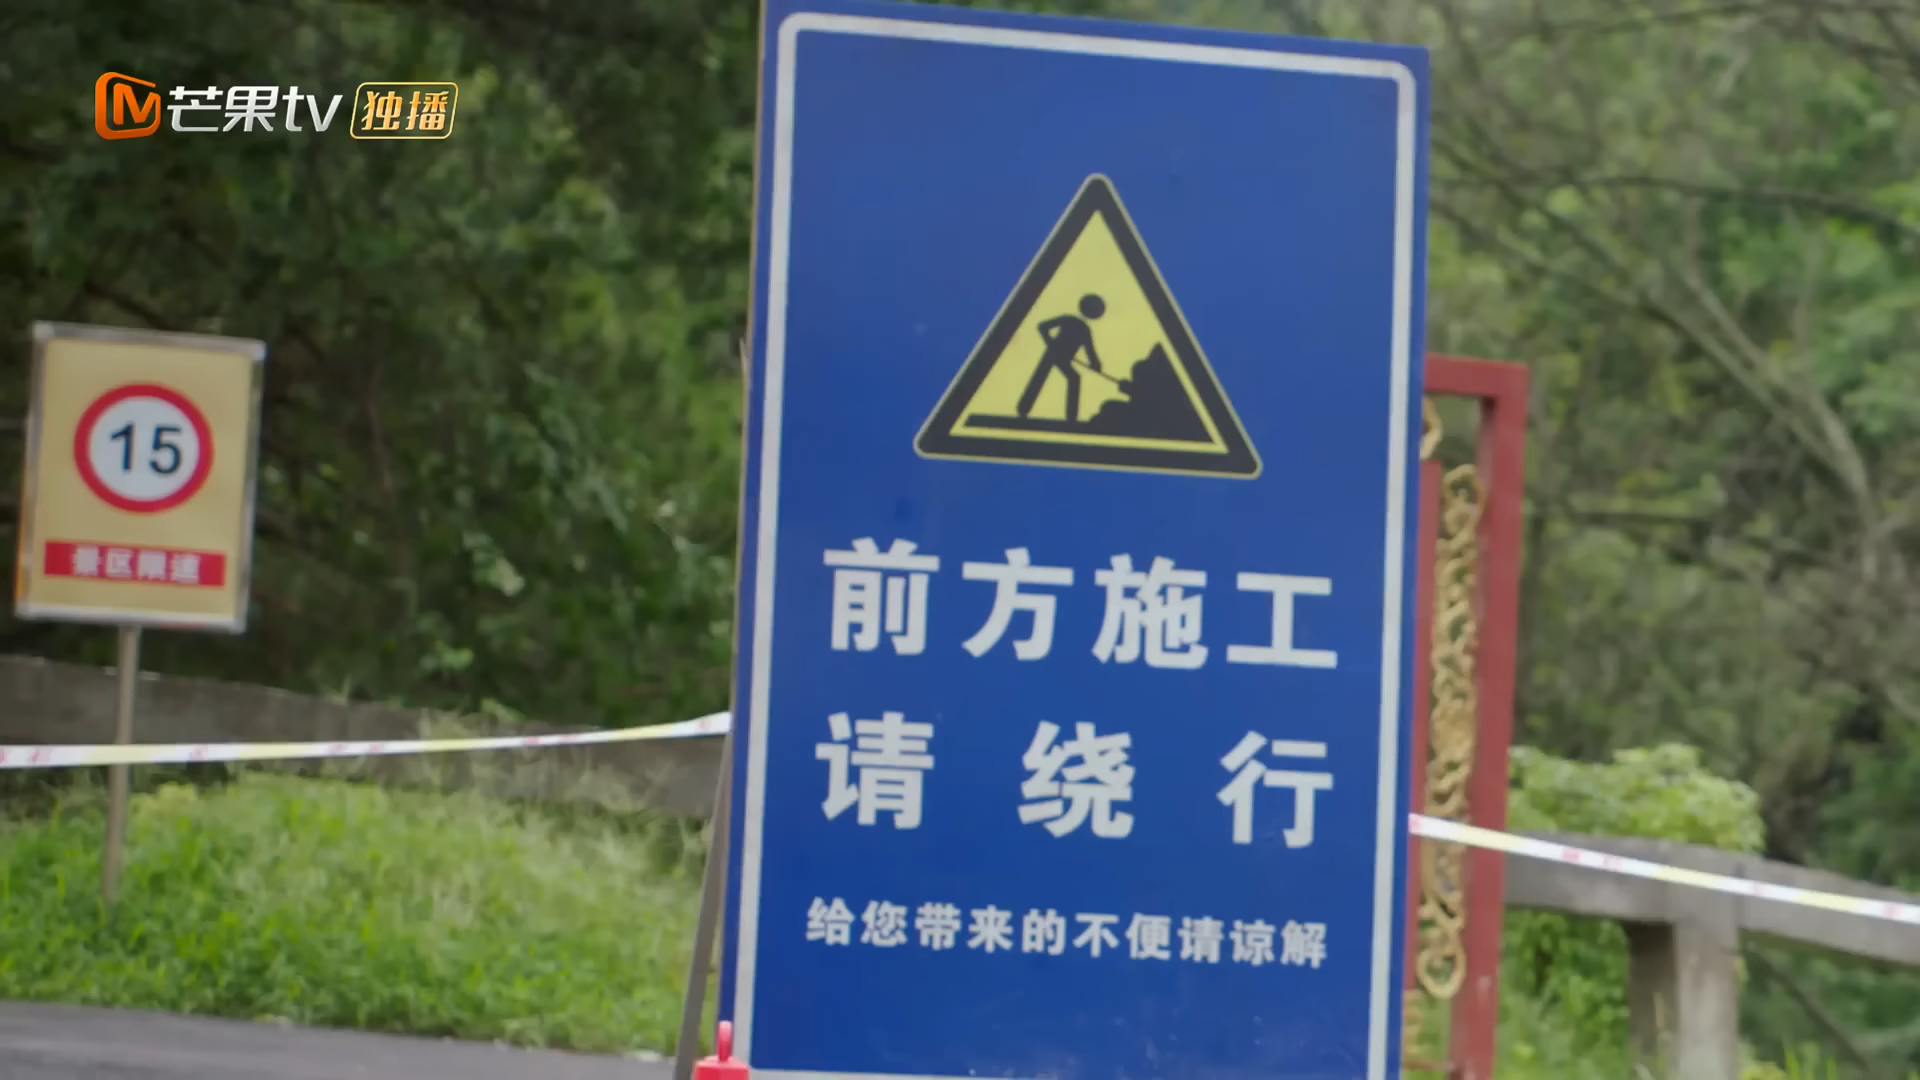 芒果tv 独播
15
景区限速
前方施工
请绕行
给您带来的不便请谅解